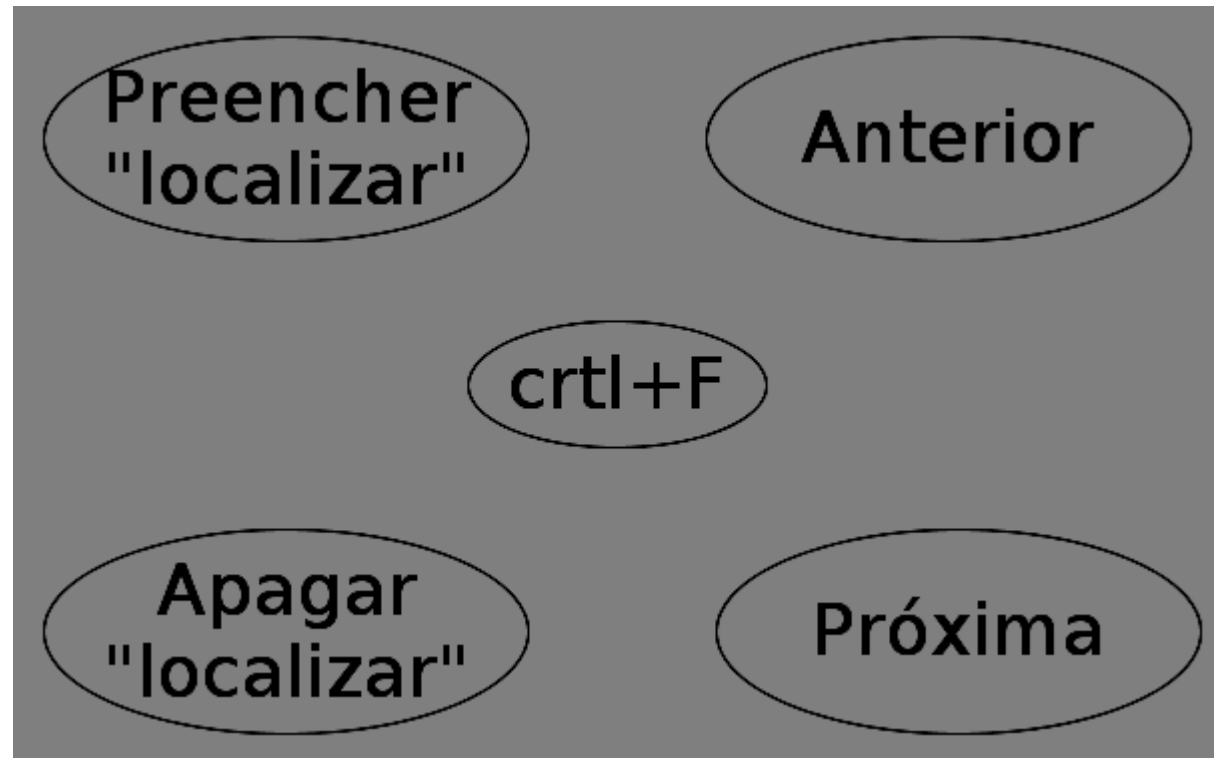 Preencher
"localizar"
Anterior
crtl+F
Apagar
"localizar"
Próxima